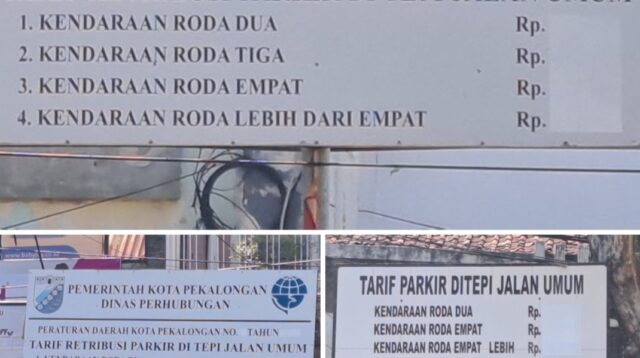 1. KENDARAAN RODA DUA Rp.
2. KENDARAAN RODA TIGA Rp.
3. KENDARAAN RODA EMPAT Rp.
4. KENDARAAN RODA LEBIH DARI EMPAT Rp.
PEMERINTAH KOTA PEKALONGAN
DINAS PERHUBUNGAN
PERATURAN DAERAH KOTA PEKALONGAN NO. TAHUN
TARIF RETRIBUSI PARKIR DI TEPI JALAN UMUM
TARIF PARKIR DITEPI JALAN UMUM
KENDARAAN RODA DUA Rp.
KENDARAAN RODA EMPAT Rp.
KENDARAAN RODA EMPAT LEBIH Rp.